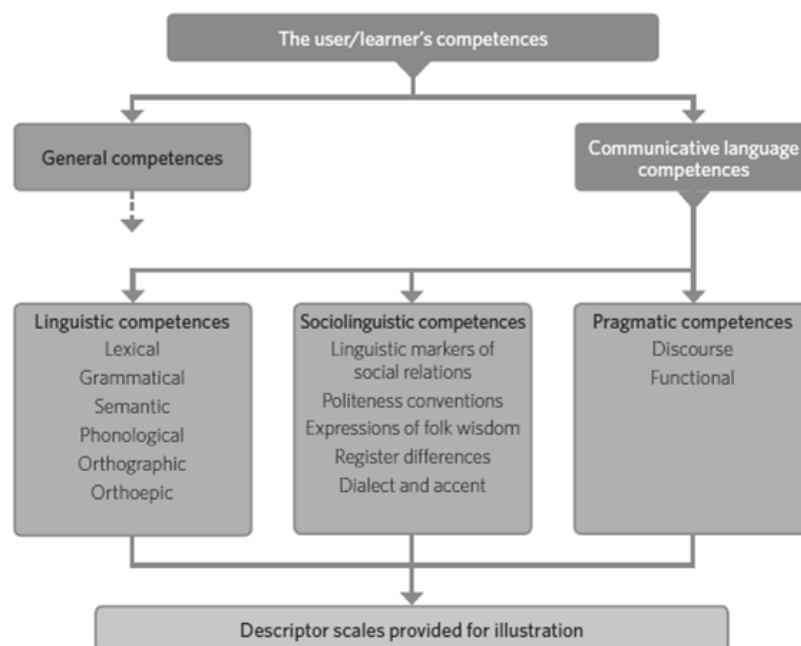 The user/learner's competences
General competences
Communicative language
competences
Linguistic competences
Lexical
Grammatical
Semantic
Phonological
Orthographic
Orthoepic
Sociolinguistic competences
Linguistic markers of
social relations
Politeness conventions
Expressions of folk wisdom
Register differences
Dialect and accent
Pragmatic competences
Discourse
Functional
Descriptor scales provided for illustration